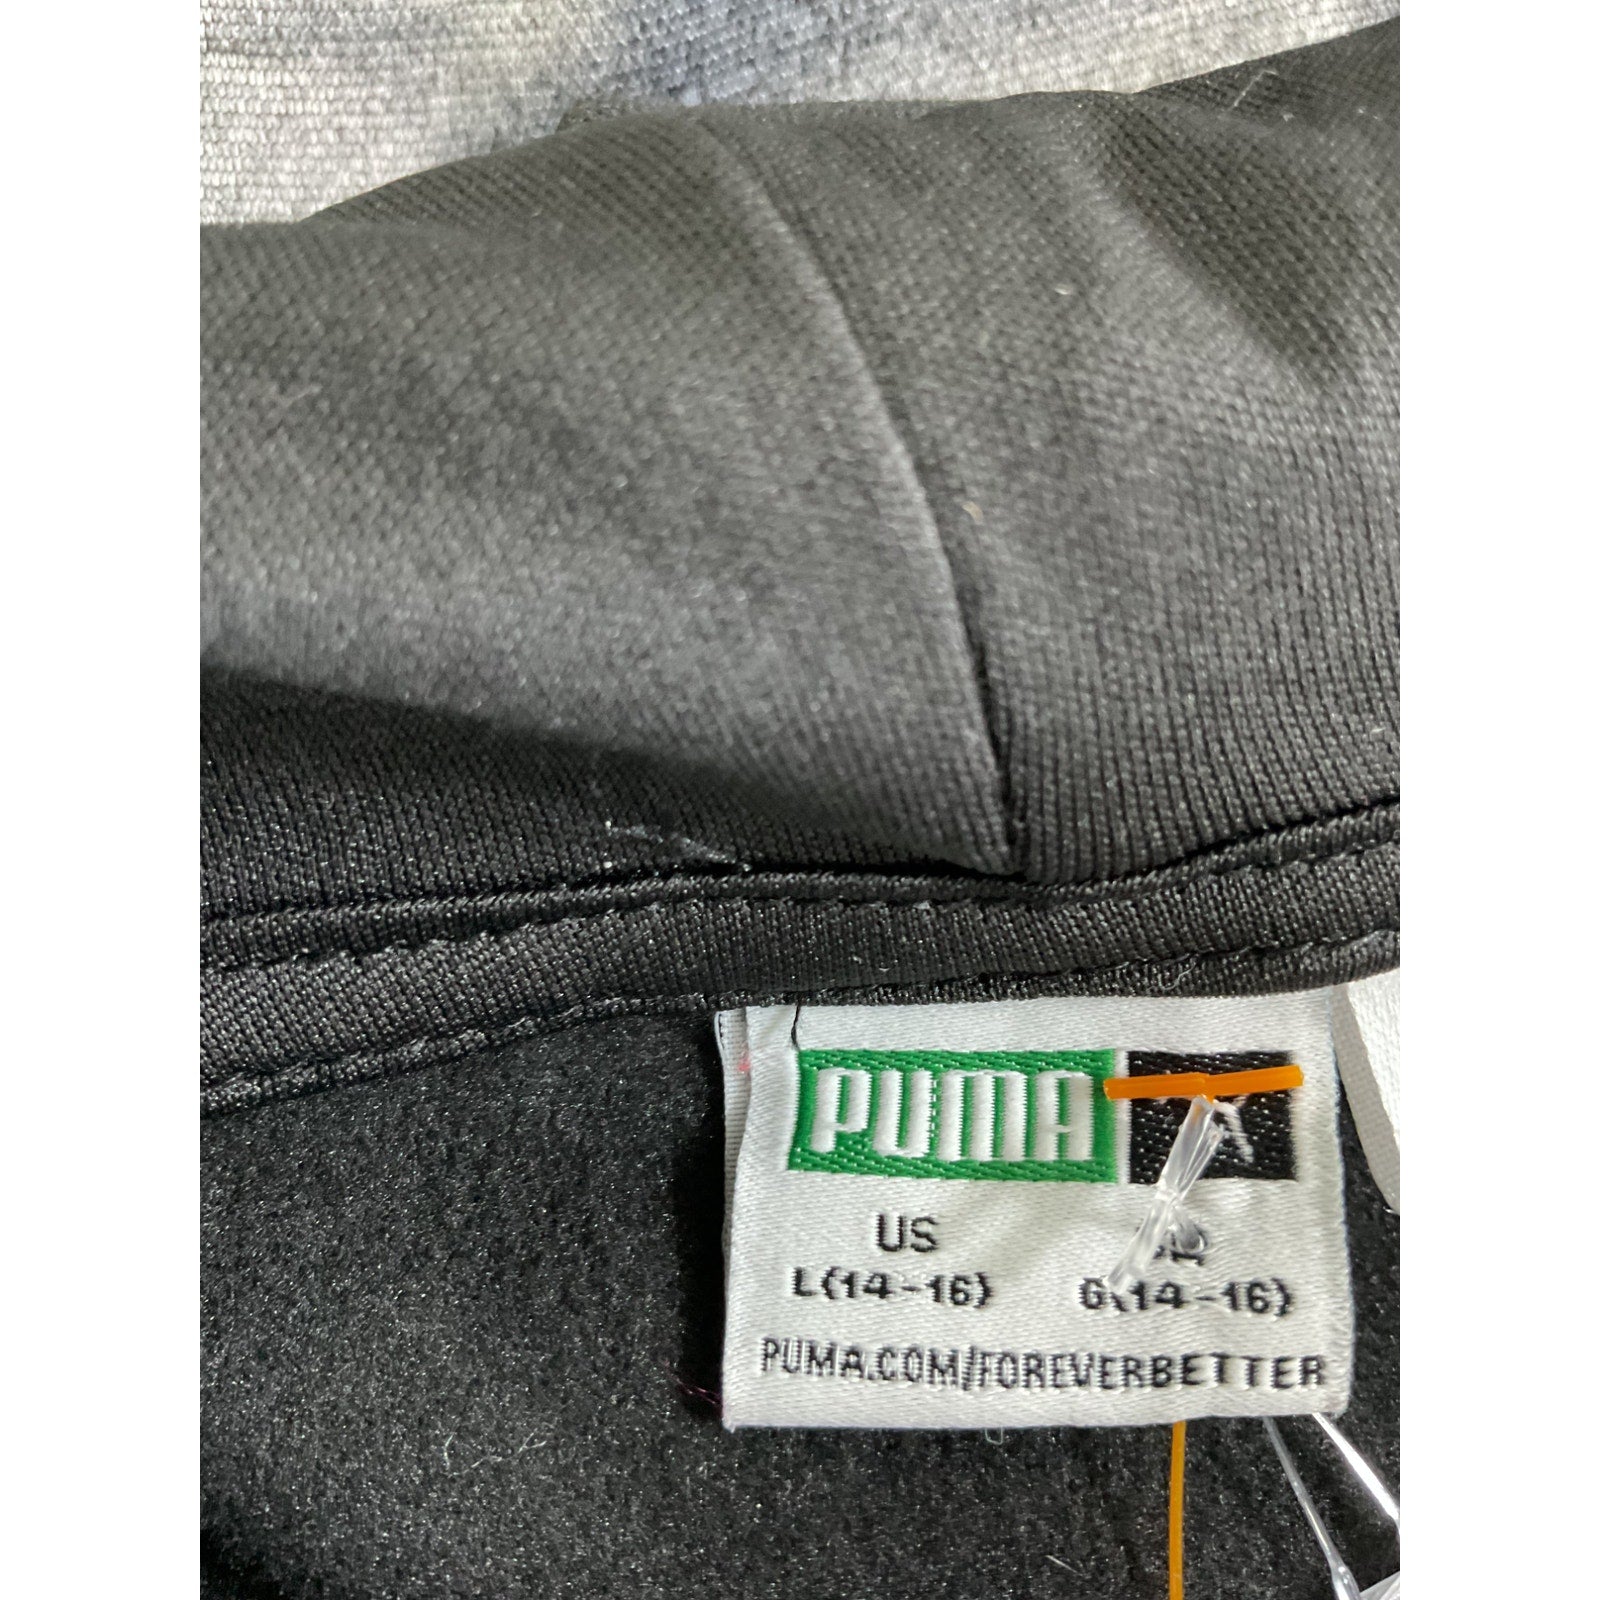 PUMA
US
L(14-16) G(14-16)
PUMA.COM/FOREVERBETTER